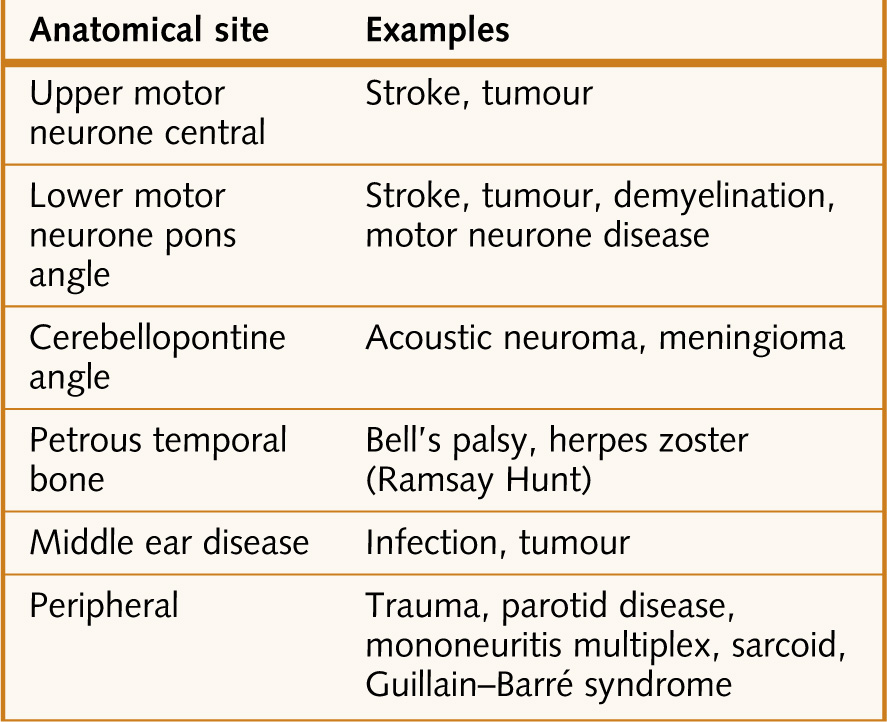 Anatomical site Examples
Upper motor Stroke, tumour
neurone central
Lower motor Stroke, tumour, demyelination,
neurone pons motor neurone disease
angle
Cerebellopontine Acoustic neuroma, meningioma
angle
Petrous temporal Bell’s palsy, herpes zoster
bone (Ramsay Hunt)
Middle ear disease Infection, tumour
Peripheral Trauma, parotid disease,
mononeuritis multiplex, sarcoid,
Guillain–Barré syndrome